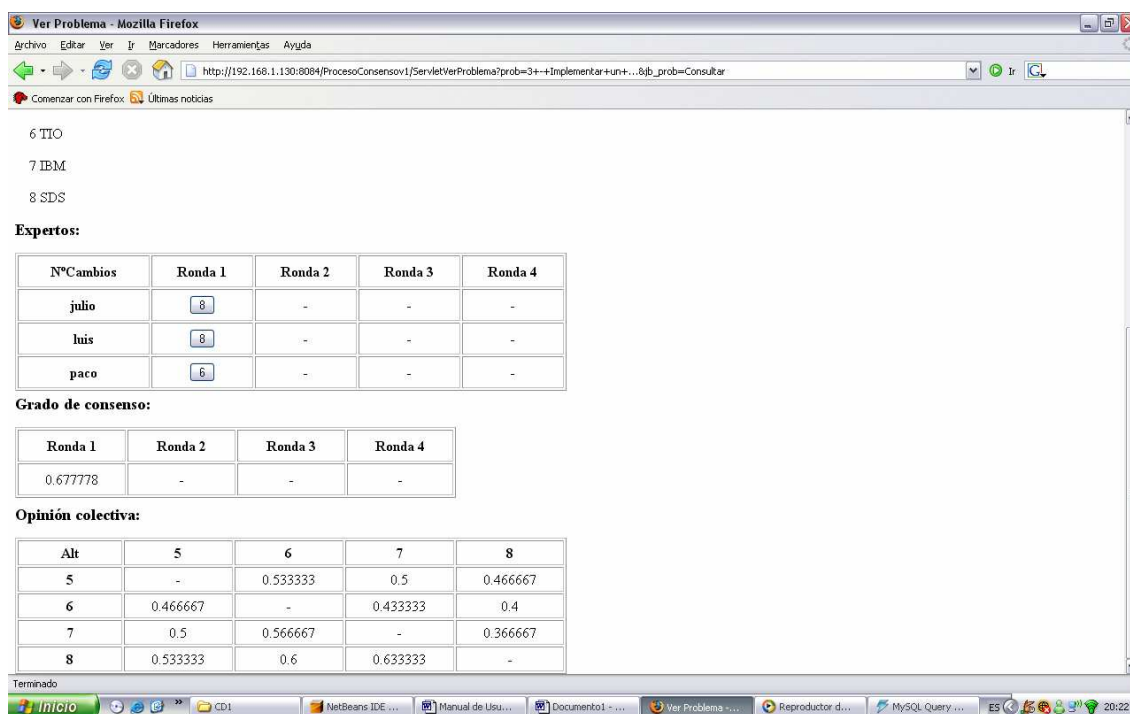 Ver Problema - Mozilla Firefox
Archivo Editar Ver Ir Marcadores Herramientas Ayuda
http://192.168.1.130:8084/ProcesoConsensov1/ServletVerProblema?prob=3+-+Implementar+un+...&jb_prob=Consultar Ir
Comenzar con Firefox Últimas noticias
6 TIO
7 IBM
8 SDS
Expertos:
NºCambios Ronda 1 Ronda 2 Ronda 3 Ronda 4
julio 8 - - -
luis 8 - - -
paco 6 - - -
Grado de consenso:
Ronda 1 Ronda 2 Ronda 3 Ronda 4
0.677778 - - -
Opinión colectiva:
Alt 5 6 7 8
5 - 0.533333 0.5 0.466667
6 0.466667 - 0.433333 0.4
7 0.5 0.566667 - 0.366667
8 0.533333 0.6 0.633333 -
Terminado
Inicio » CD1 NetBeans IDE ... Manual de Usu... Documento1 - ... Ver Problema -... Reproductor d... MySQL Query ... ES 20:22